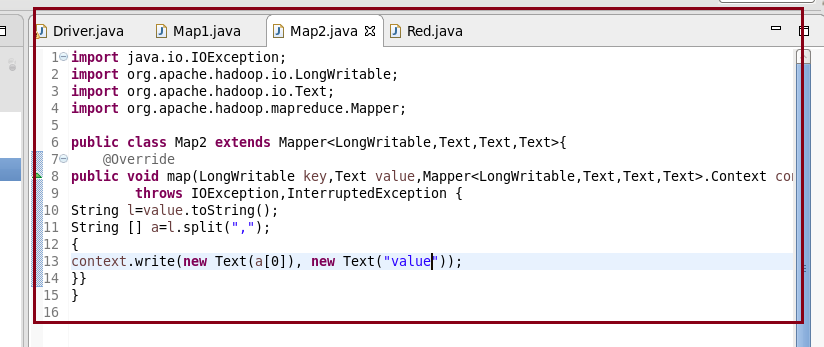 Driver.java Map1.java Map2.java Red.java
1 import java.io.IOException;
2 import org.apache.hadoop.io.LongWritable;
3 import org.apache.hadoop.io.Text;
4 import org.apache.hadoop.mapreduce.Mapper;
5
6 public class Map2 extends Mapper<LongWritable,Text,Text,Text>{
7 @Override
8 public void map(LongWritable key,Text value,Mapper<LongWritable,Text,Text,Text>.Context con
9 throws IOException,InterruptedException {
10 String l=value.toString();
11 String [] a=l.split(",");
12 {
13 context.write(new Text(a[0]), new Text("value"));
14 }}
15 }
16